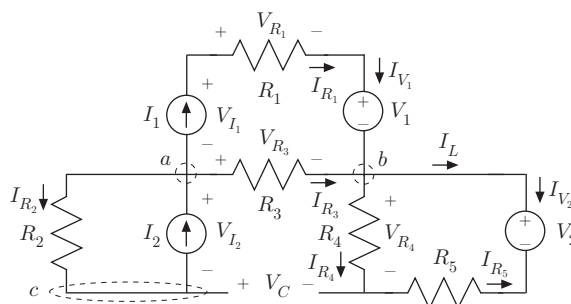 + V_{R_1} −
R_1
I_{R_1}
I_{V_1}
+
I_1
V_{I_1}
−
+
−
V_1
a
+ V_{R_3} −
b
I_L
R_3
I_{R_3}
I_{R_2}
R_2
+
I_2
V_{I_2}
−
+
R_4
V_{R_4}
I_{R_4}
−
I_{V_2}
+
−
c
+ V_C −
R_5
I_{R_5}